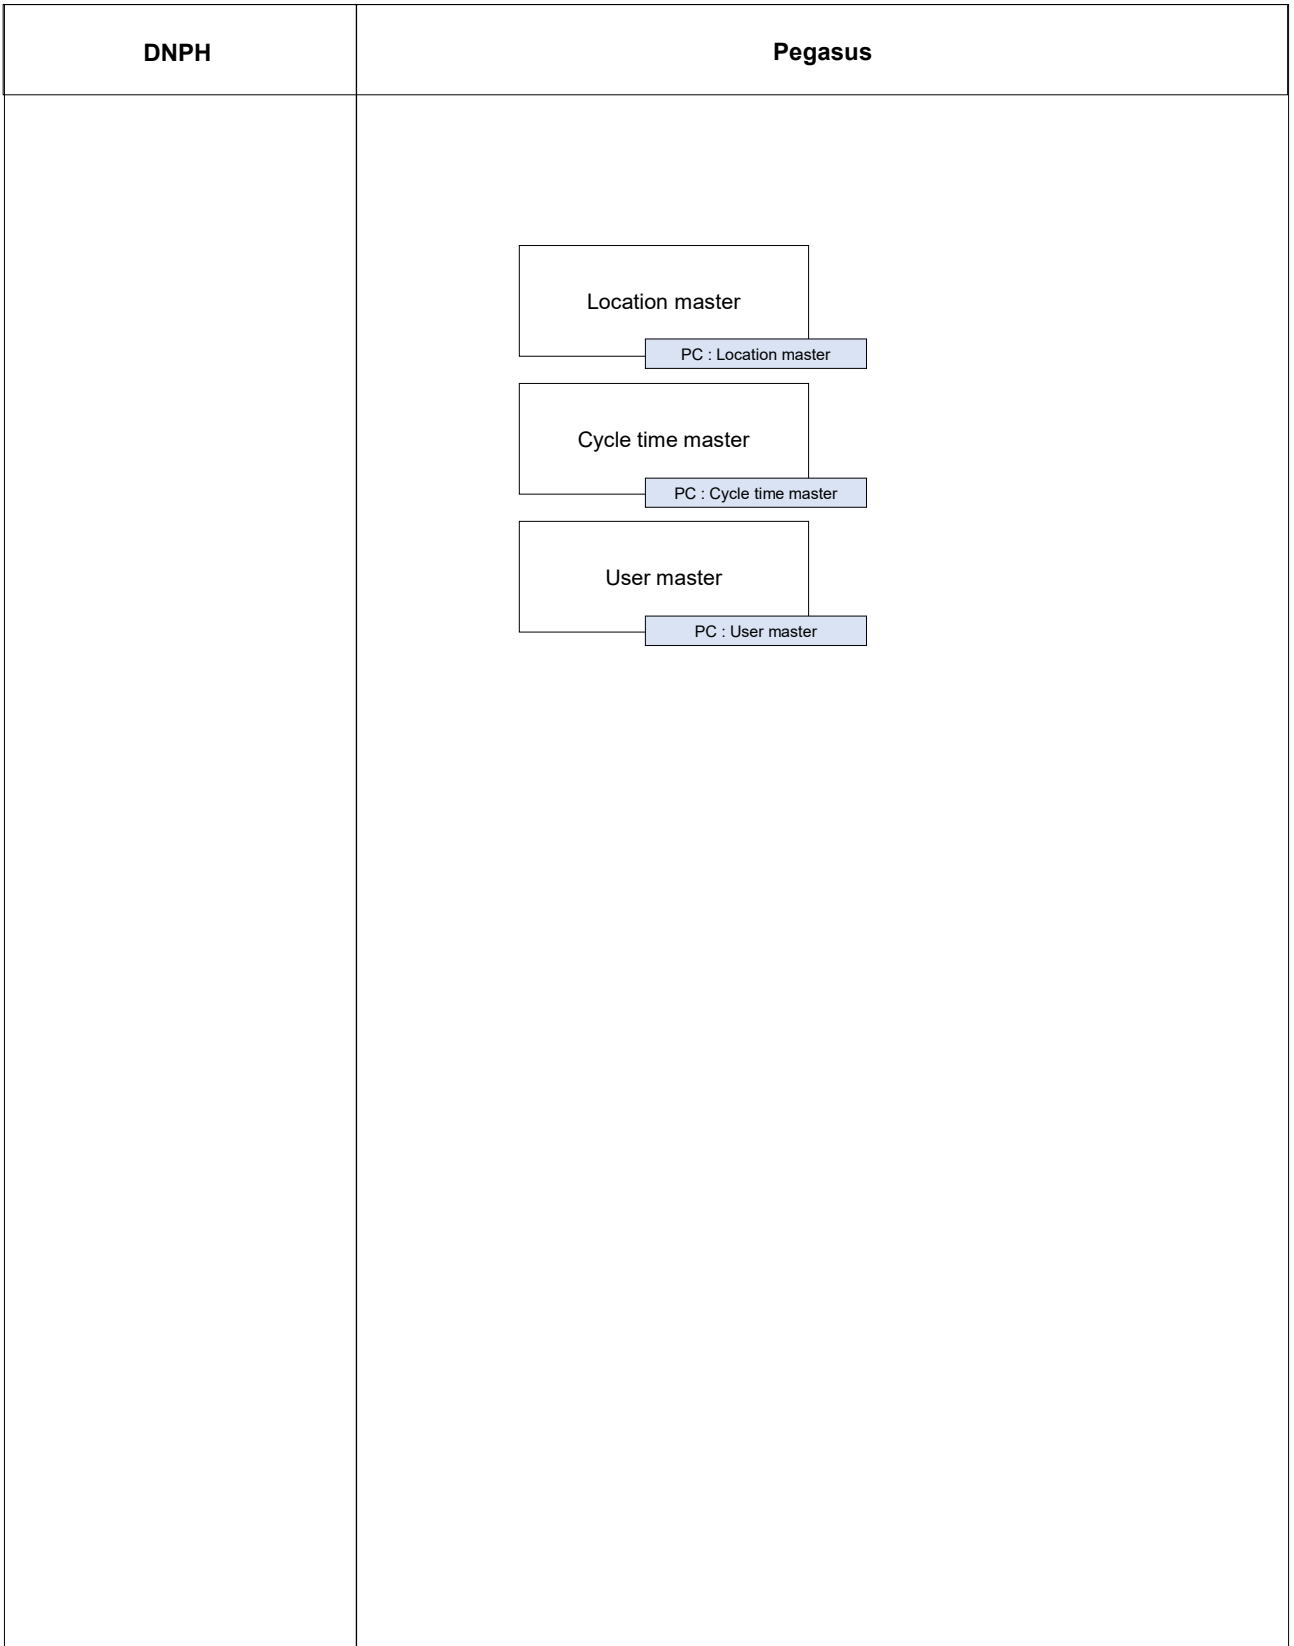 DNPH
Pegasus
Location master
PC : Location master
Cycle time master
PC : Cycle time master
User master
PC : User master